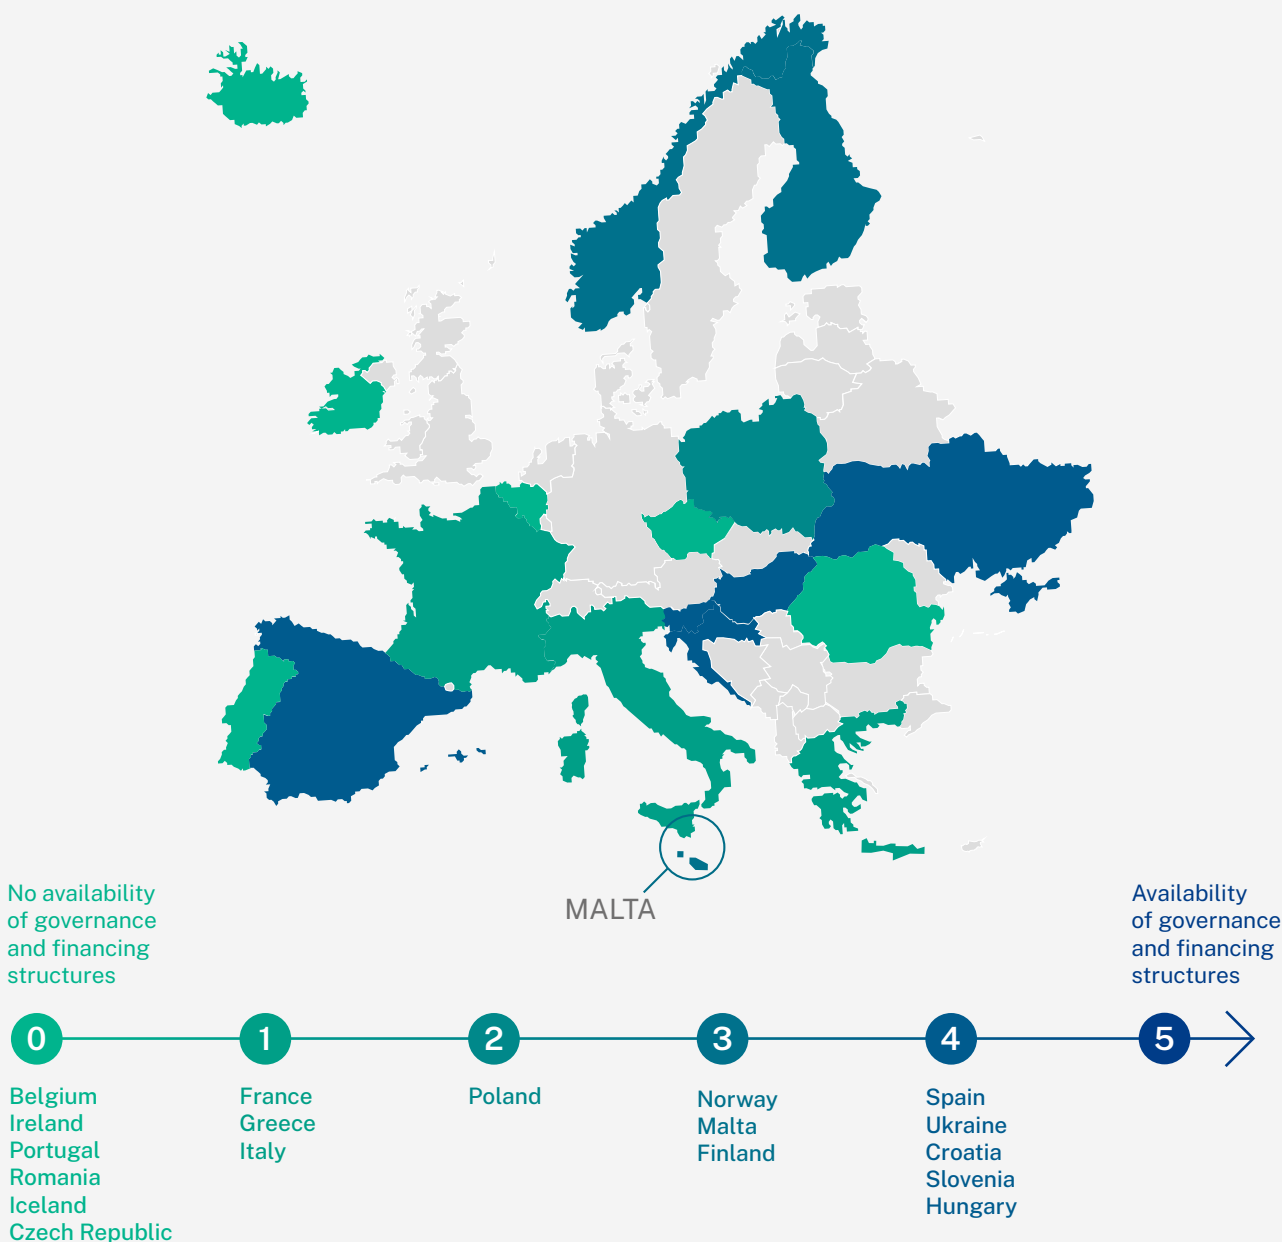 MALTA
No availability
of governance
and financing
structures
Availability
of governance
and financing
structures
0
1
2
3
4
5
Belgium
Ireland
Portugal
Romania
Iceland
Czech Republic
France
Greece
Italy
Poland
Norway
Malta
Finland
Spain
Ukraine
Croatia
Slovenia
Hungary